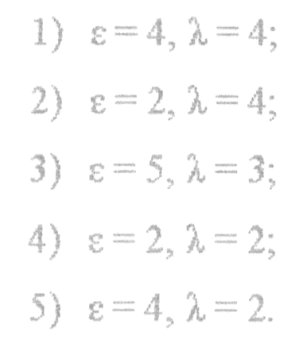 1) ε=4, λ=4;
2) ε=2, λ=4;
3) ε=5, λ=3;
4) ε=2, λ=2;
5) ε=4, λ=2.